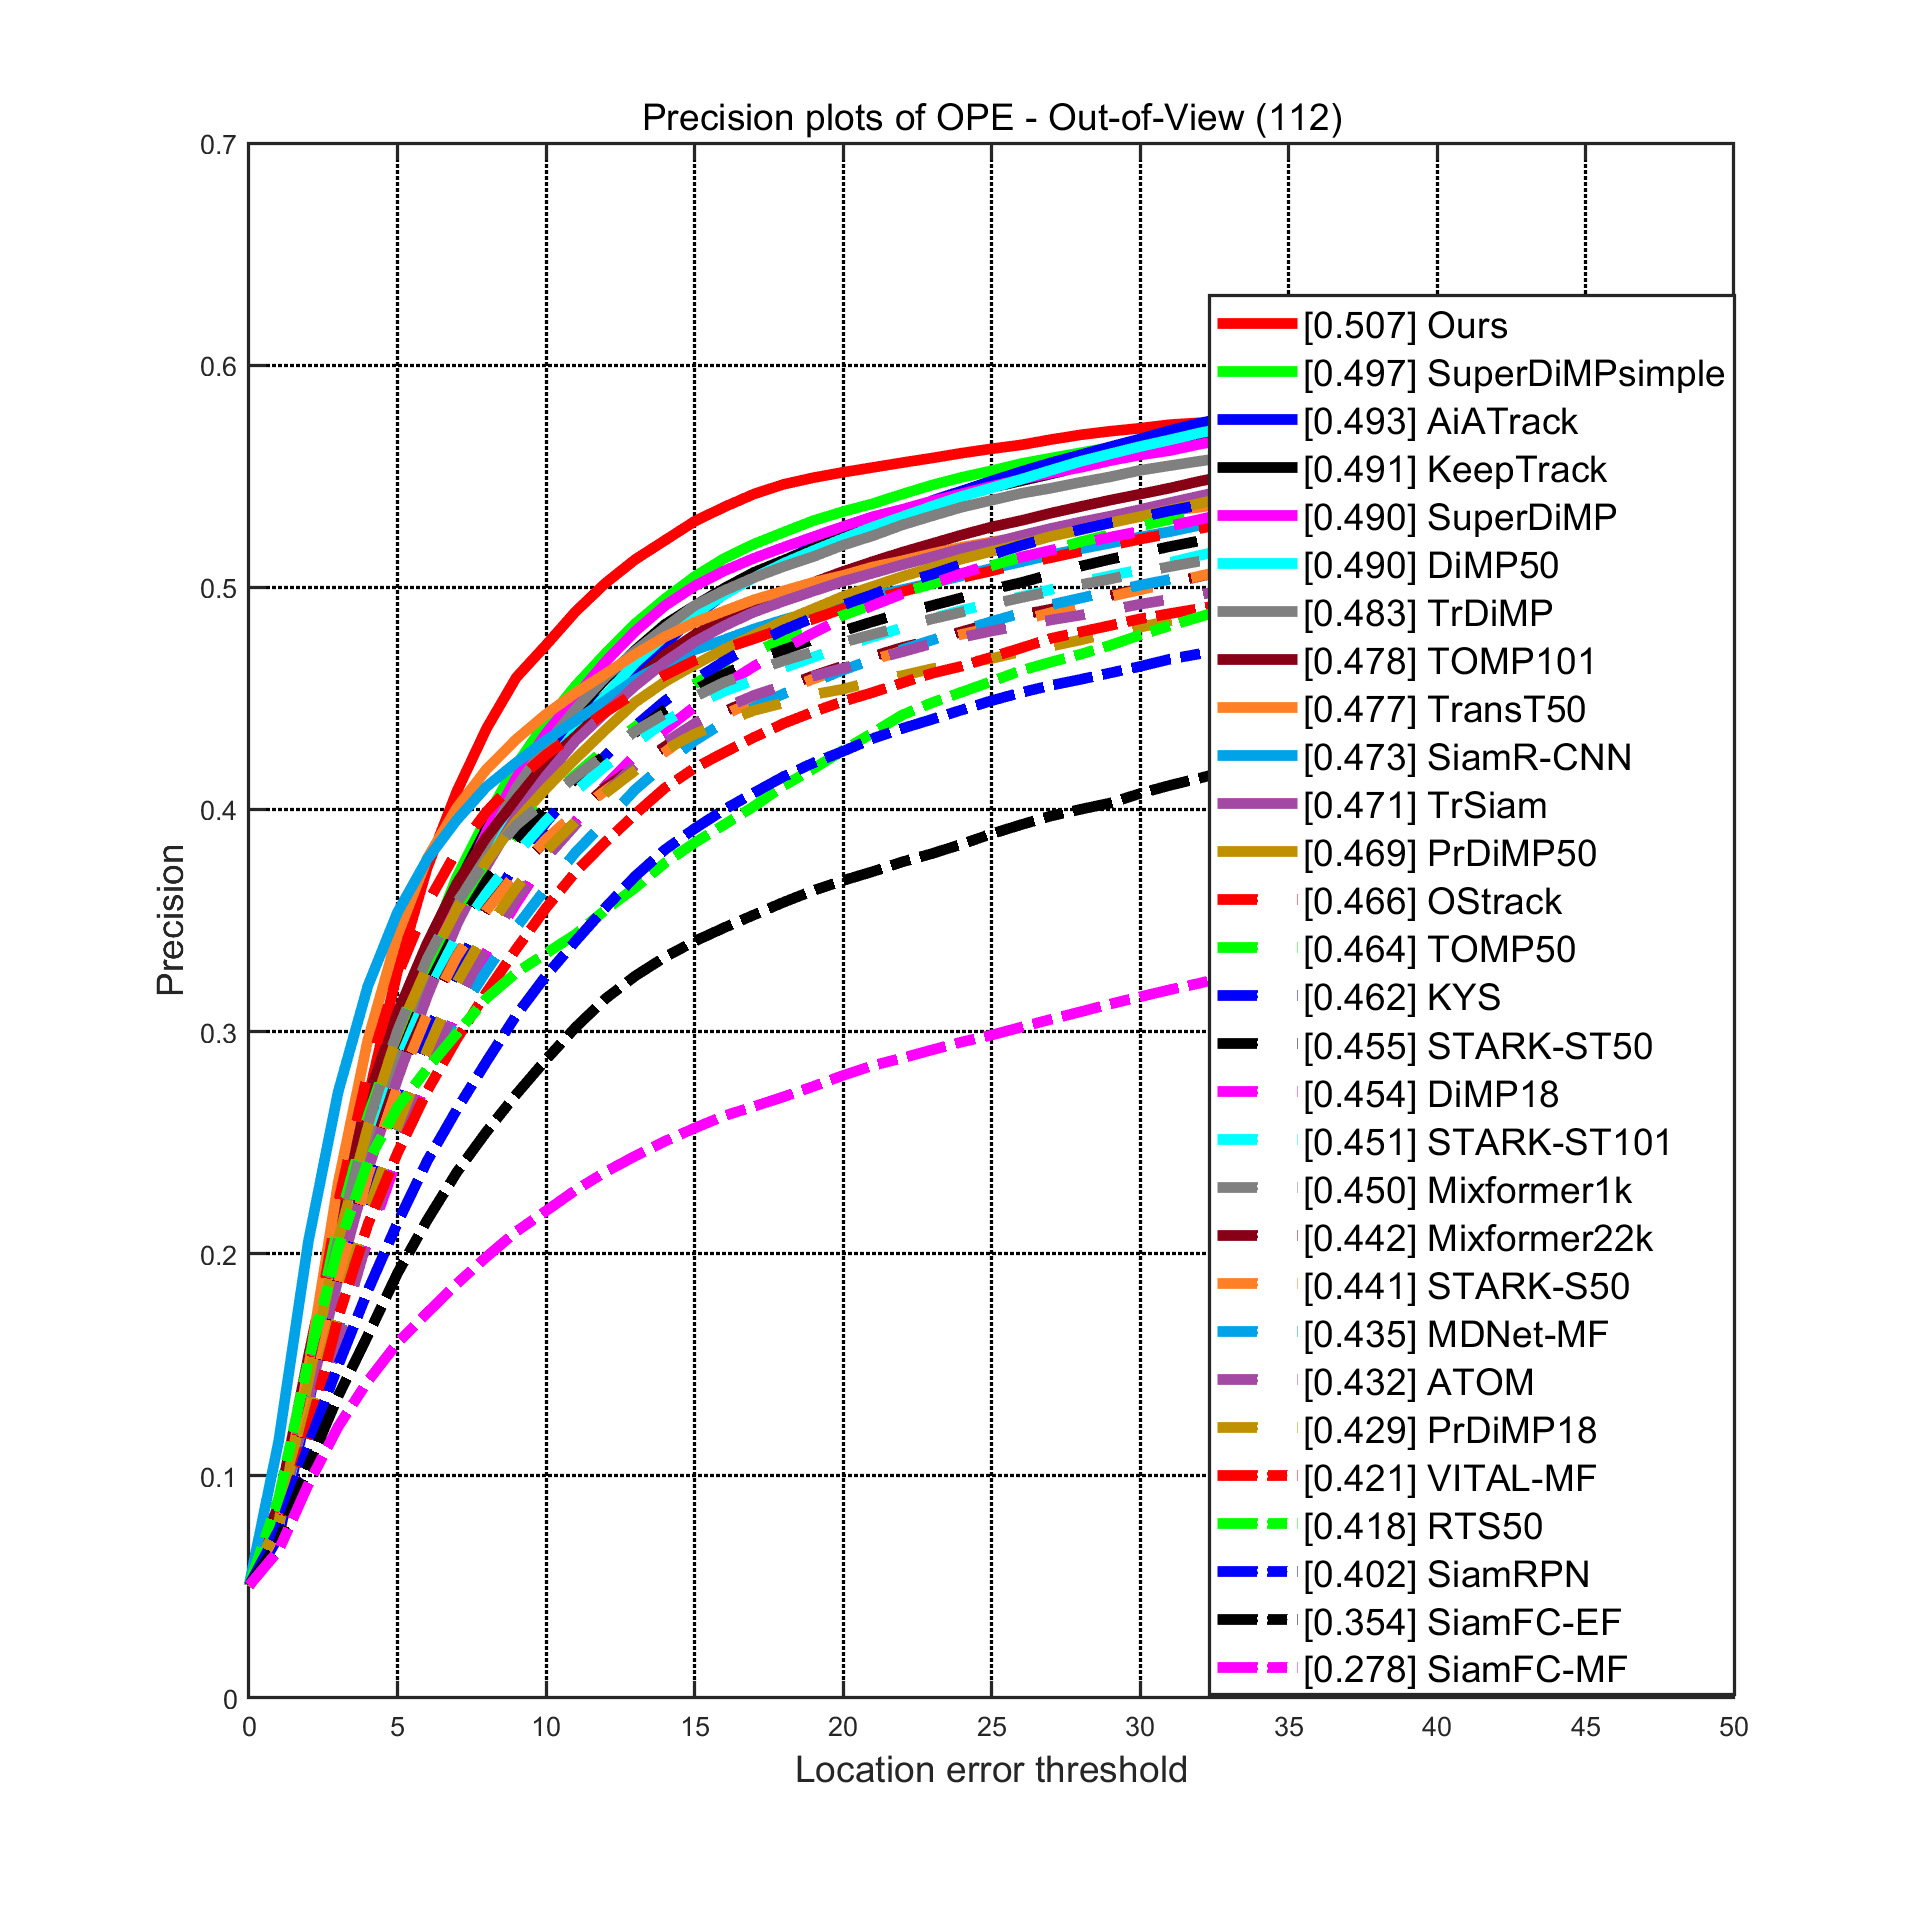 Precision plots of OPE - Out-of-View (112)
0.7
0.6
0.5
0.4
0.3
0.2
0.1
0
Precision
[0.507] Ours
[0.497] SuperDiMPsimple
[0.493] AiATrack
[0.491] KeepTrack
[0.490] SuperDiMP
[0.490] DiMP50
[0.483] TrDiMP
[0.478] TOMP101
[0.477] TransT50
[0.473] SiamR-CNN
[0.471] TrSiam
[0.469] PrDiMP50
[0.466] OStrack
[0.464] TOMP50
[0.462] KYS
[0.455] STARK-ST50
[0.454] DiMP18
[0.451] STARK-ST101
[0.450] Mixformer1k
[0.442] Mixformer22k
[0.441] STARK-S50
[0.435] MDNet-MF
[0.432] ATOM
[0.429] PrDiMP18
[0.421] VITAL-MF
[0.418] RTS50
[0.402] SiamRPN
[0.354] SiamFC-EF
[0.278] SiamFC-MF
0 5 10 15 20 25 30 35 40 45 50
Location error threshold